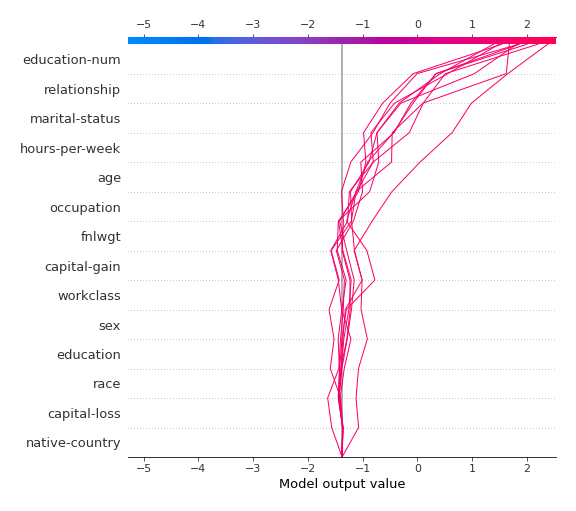 −5 −4 −3 −2 −1 0 1 2
education-num
relationship
marital-status
hours-per-week
age
occupation
fnlwgt
capital-gain
workclass
sex
education
race
capital-loss
native-country
−5 −4 −3 −2 −1 0 1 2
Model output value